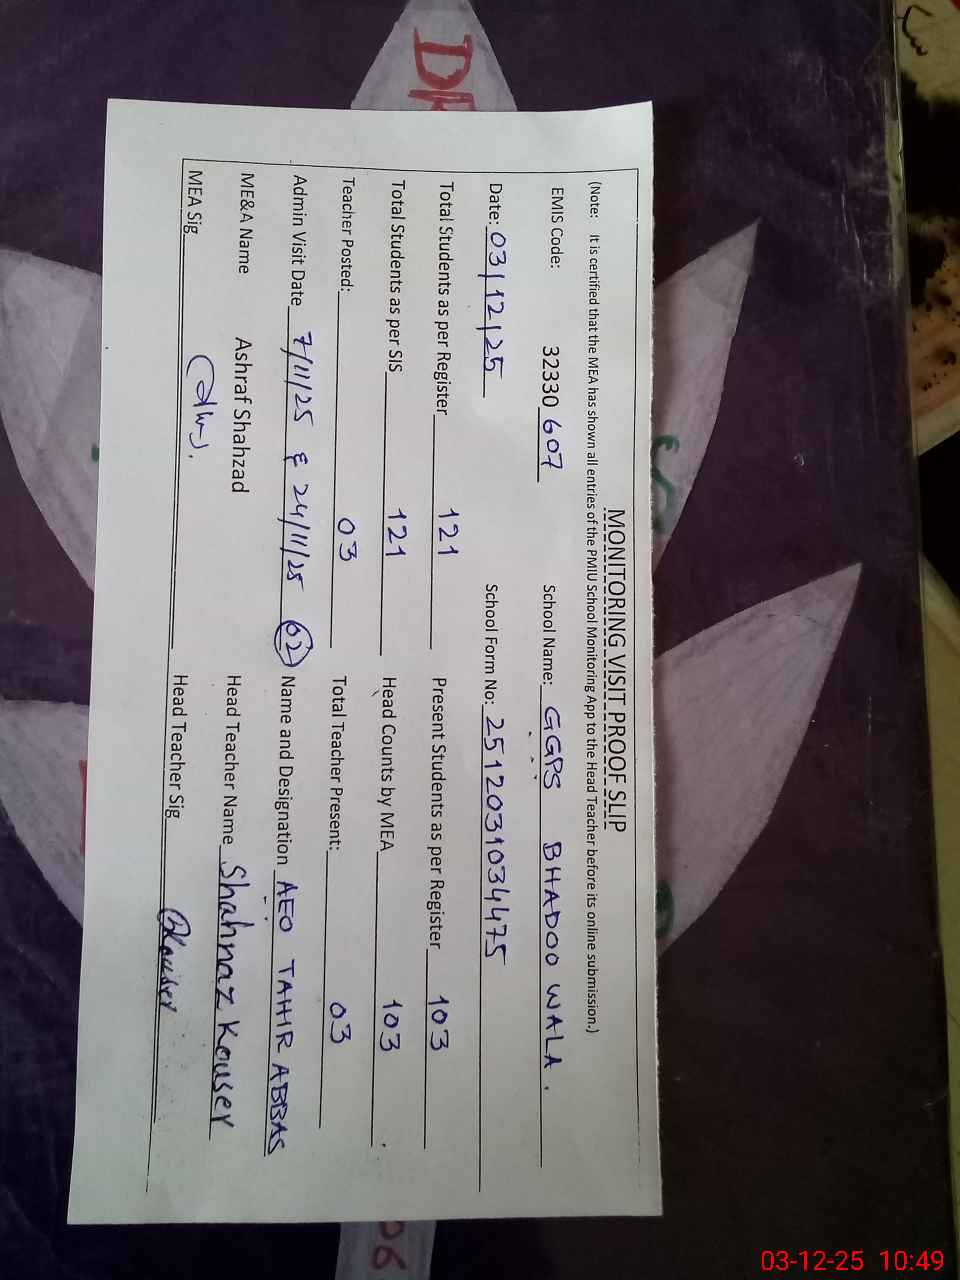 MONITORING VISIT PROOF SLIP
(Note: It is certified that the MEA has shown all entries of the PMIU School Monitoring App to the Head Teacher before its online submission.)
EMIS Code: 32330 607 School Name: GGPS BHADOO WALA.
Date: 03/12/25 School Form No: 2512031034475
Total Students as per Register 121 Present Students as per Register 103
Total Students as per SIS 121 Head Counts by MEA 103
Teacher Posted: 03 Total Teacher Present: 03
Admin Visit Date 7/11/25 & 24/11/25 02 Name and Designation AEO TAHIR ABBAS
ME&A Name Ashraf Shahzad Head Teacher Name Shahnaz Kouser
MEA Sig Head Teacher Sig Kouser
03-12-25 10:49